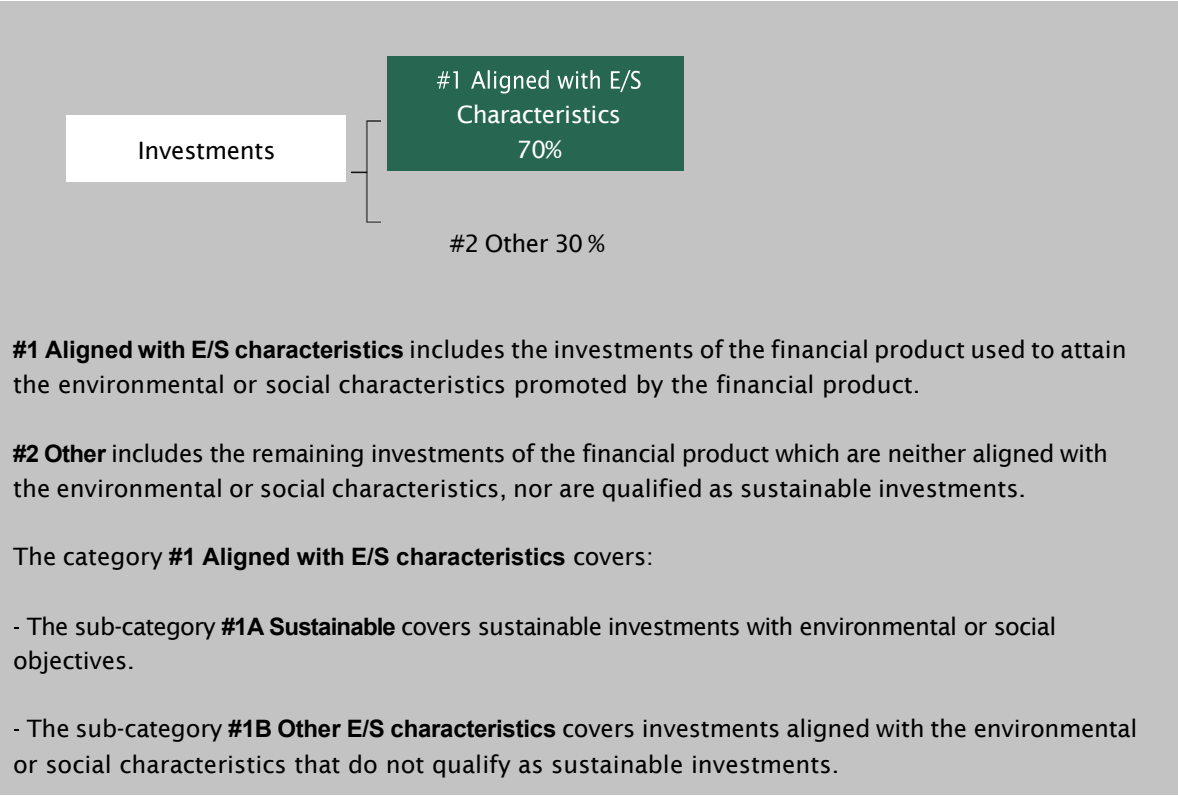 #1 Aligned with E/S
Characteristics
70%
Investments
#2 Other 30 %
#1 Aligned with E/S characteristics includes the investments of the financial product used to attain
the environmental or social characteristics promoted by the financial product.
#2 Other includes the remaining investments of the financial product which are neither aligned with
the environmental or social characteristics, nor are qualified as sustainable investments.
The category #1 Aligned with E/S characteristics covers:
- The sub-category #1A Sustainable covers sustainable investments with environmental or social
objectives.
- The sub-category #1B Other E/S characteristics covers investments aligned with the environmental
or social characteristics that do not qualify as sustainable investments.